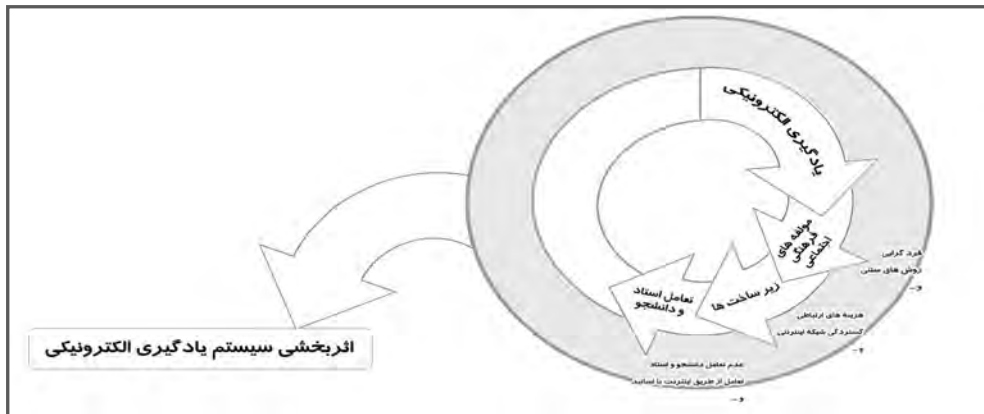 یادگیری الکترونیکی
مولفه های
فرهنگی
اجتماعی
فرد گرایی
روش های سنتی
و...
زیر ساخت ها
هزینه های ارتباطی
گستردگی شبکه اینترنتی
و...
تعامل استاد
و دانشجو
عدم تعامل دانشجو و استاد
تعامل از طریق اینترنت با اساتید
و...
اثربخشی سیستم یادگیری الکترونیکی